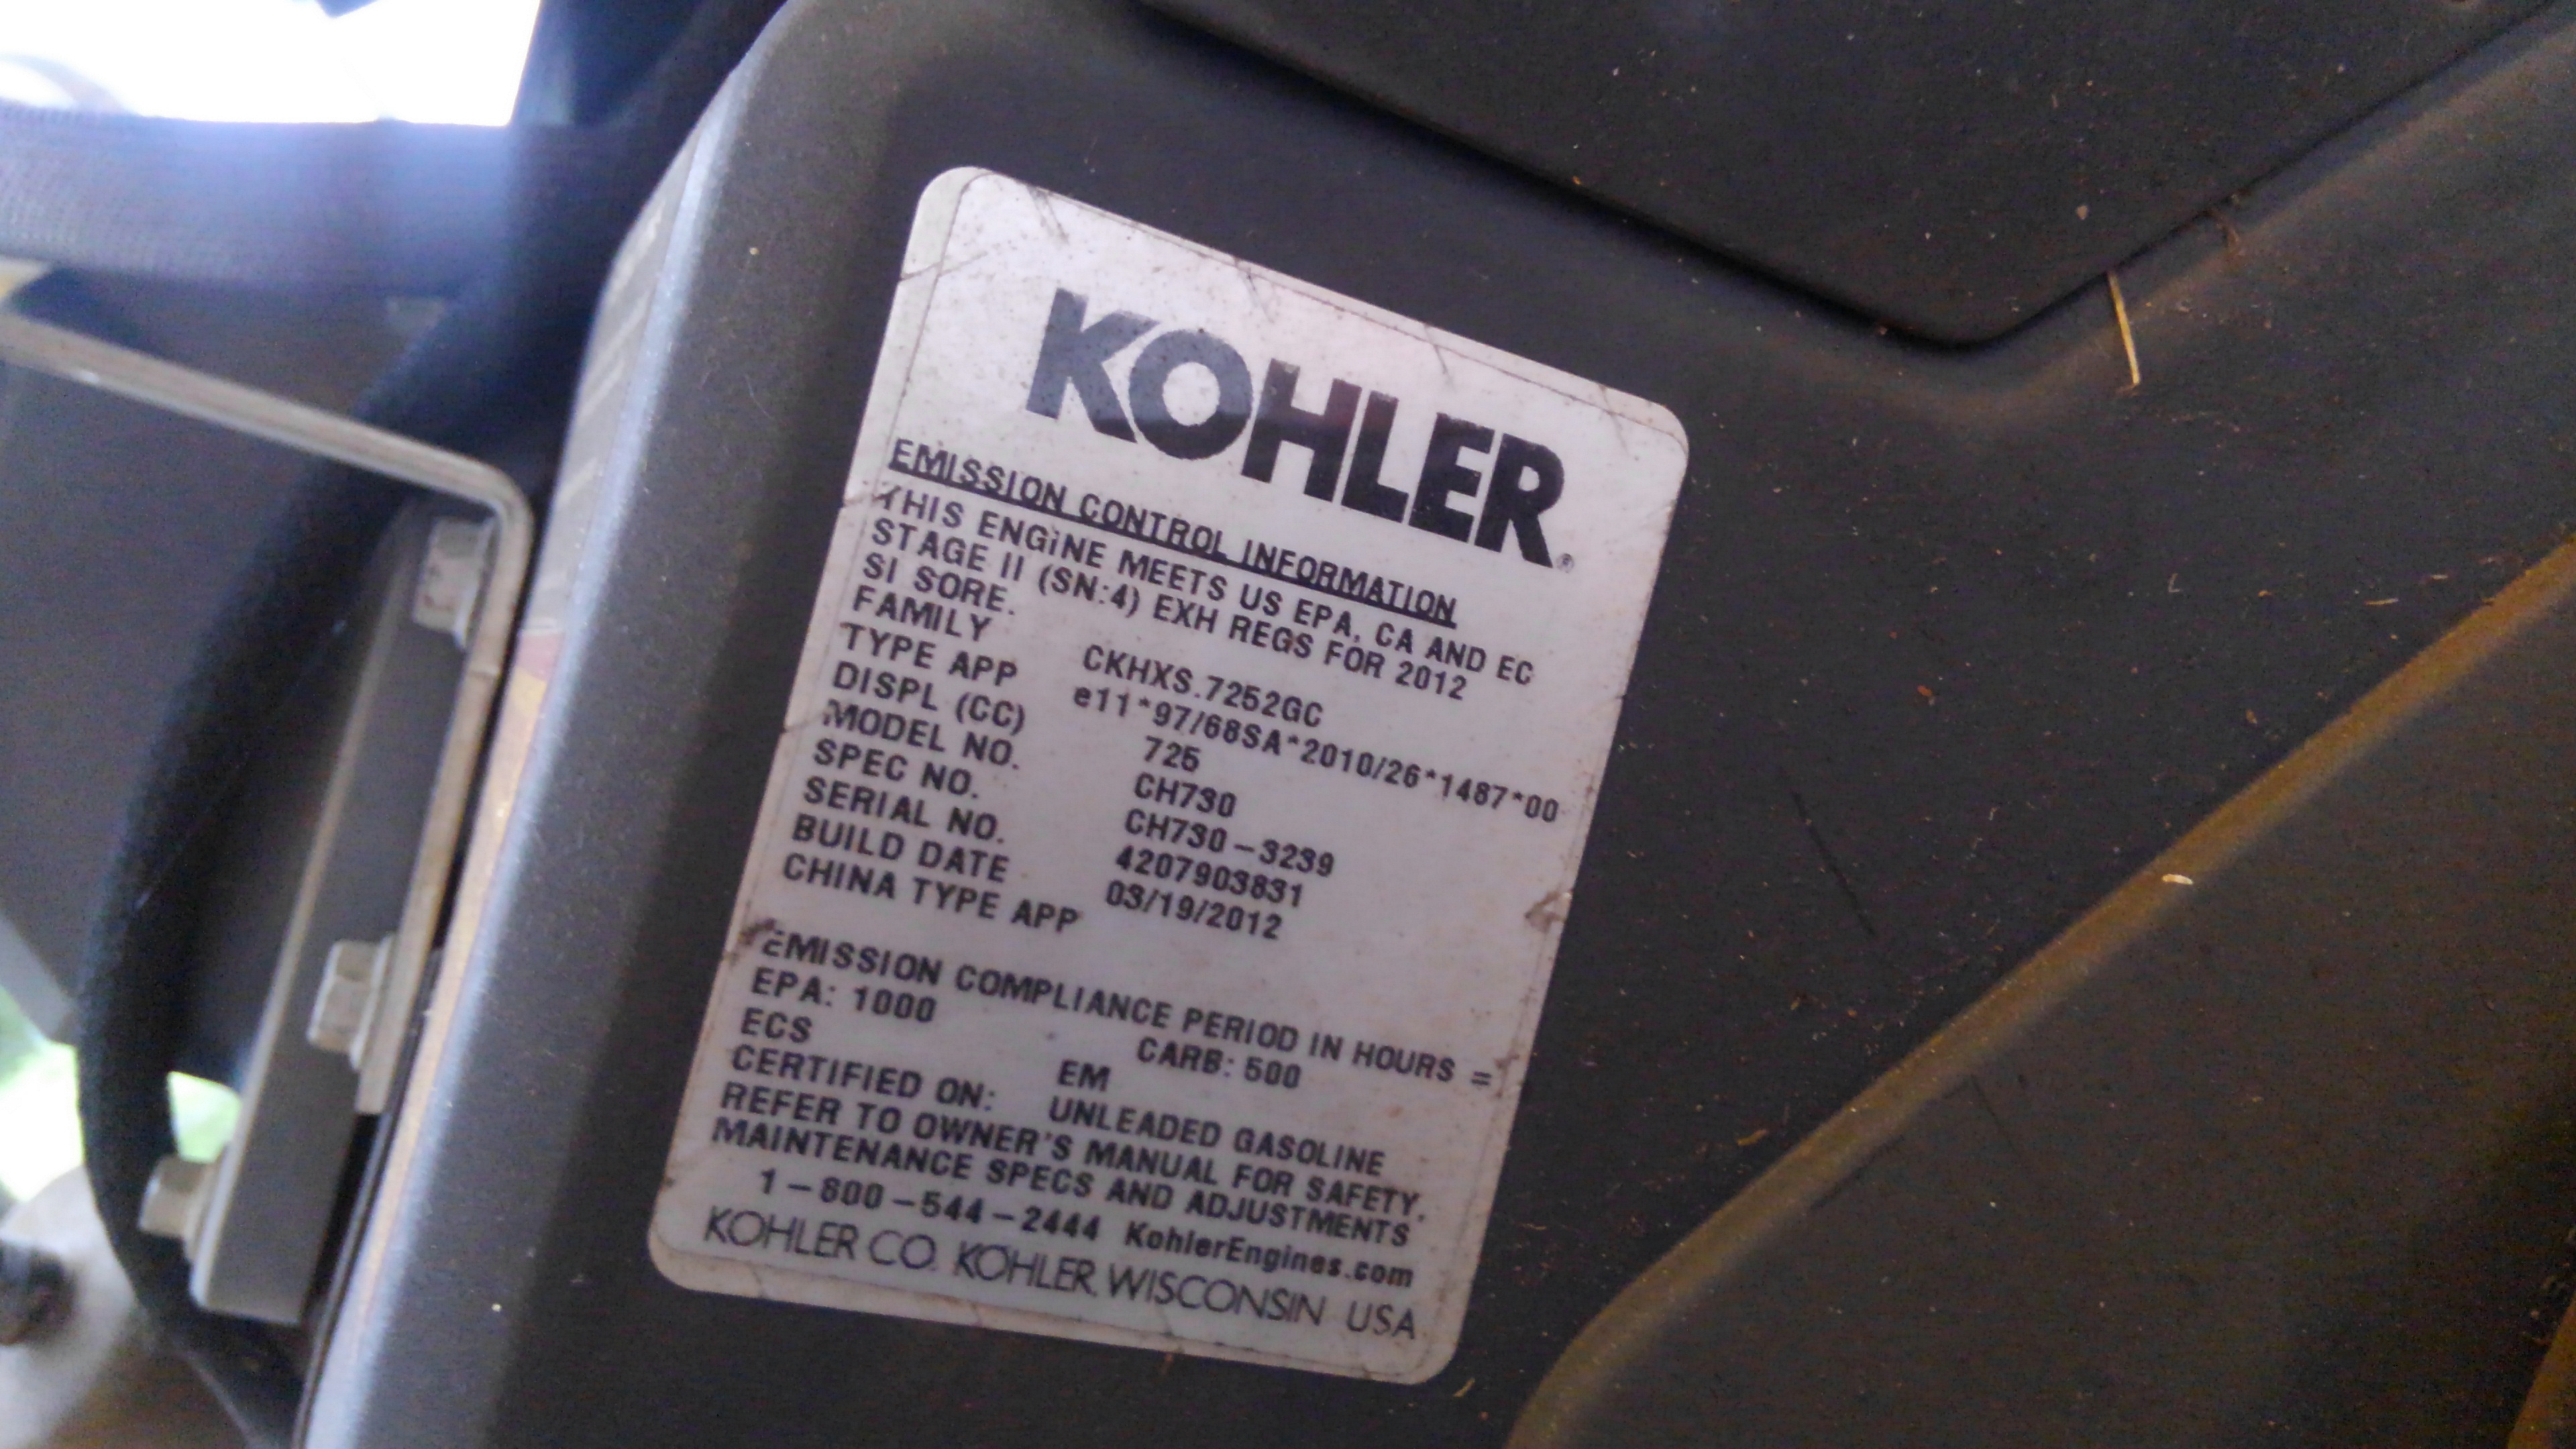 KOHLER®
EMISSION CONTROL INFORMATION
THIS ENGINE MEETS US EPA, CA AND EC
STAGE II (SN:4) EXH REGS FOR 2012
SI SORE.
FAMILY CKHXS.7252GC
TYPE APP e11*97/68SA*2010/26*1487*00
DISPL (CC) 725
MODEL NO. CH730
SPEC NO. CH730-3239
SERIAL NO. 4207903831
BUILD DATE 03/19/2012
CHINA TYPE APP
EMISSION COMPLIANCE PERIOD IN HOURS =
EPA: 1000 CARB: 500
ECS EM
CERTIFIED ON: UNLEADED GASOLINE
REFER TO OWNER'S MANUAL FOR SAFETY,
MAINTENANCE SPECS AND ADJUSTMENTS
1-800-544-2444 KohlerEngines.com
KOHLER CO. KOHLER, WISCONSIN USA